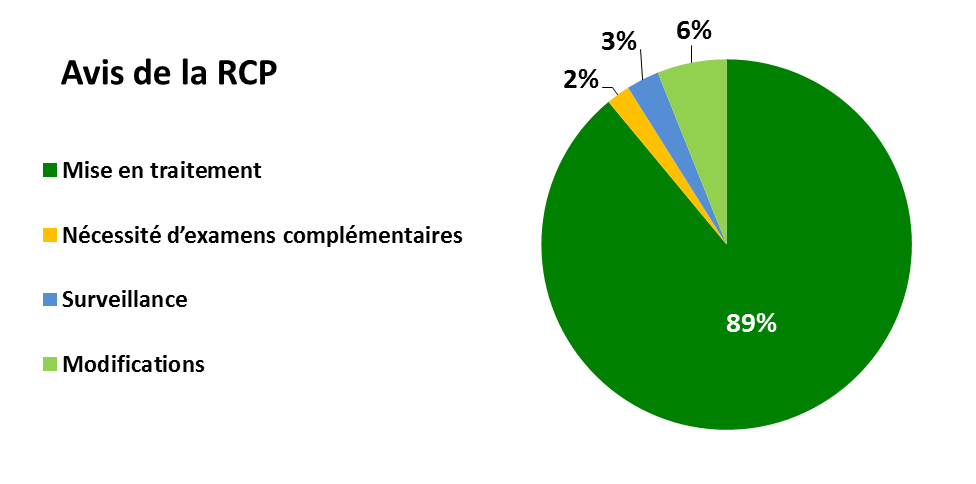 Avis de la RCP
Mise en traitement
Nécessité d’examens complémentaires
Surveillance
Modifications
2%
3%
6%
89%